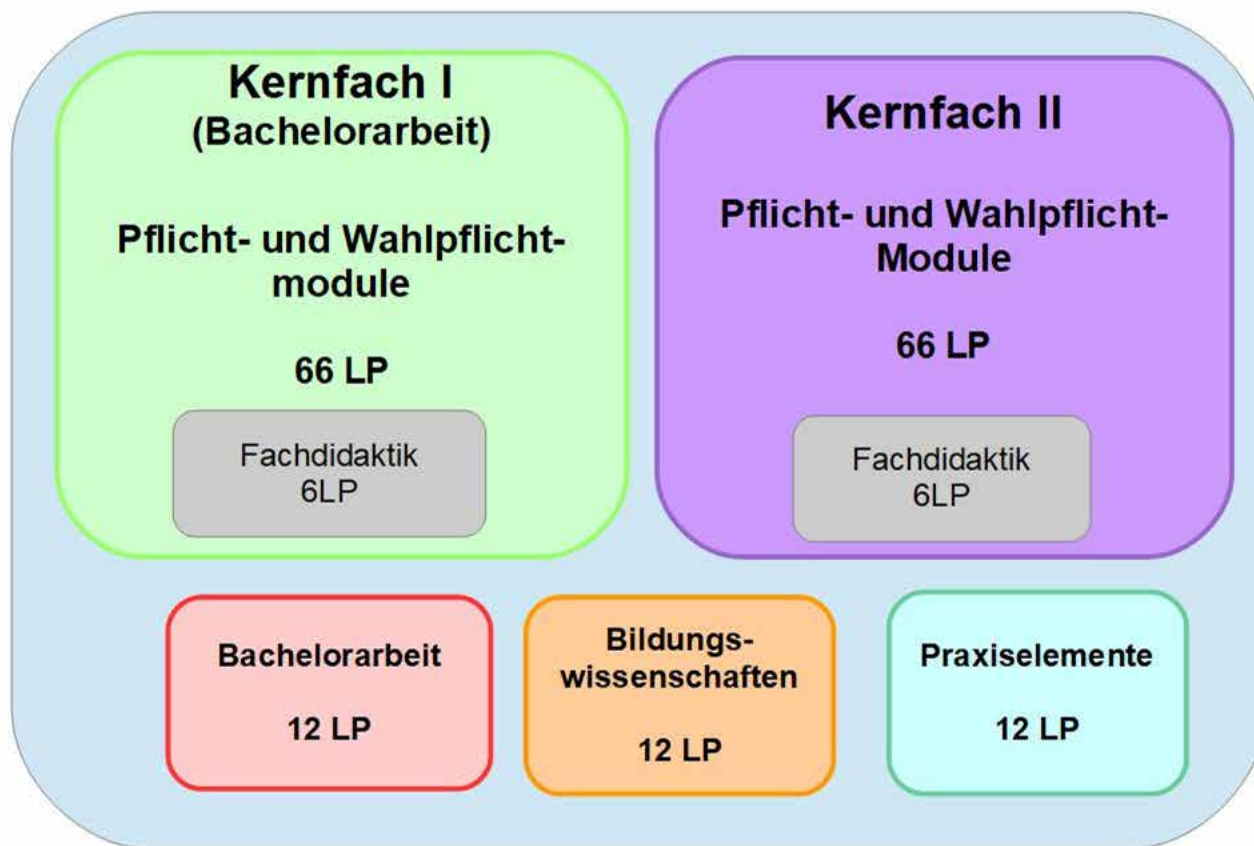 Kernfach I
(Bachelorarbeit)
Pflicht- und Wahlpflicht-
module
66 LP
Fachdidaktik
6LP
Kernfach II
Pflicht- und Wahlpflicht-
Module
66 LP
Fachdidaktik
6LP
Bachelorarbeit
12 LP
Bildungs-
wissenschaften
12 LP
Praxiselemente
12 LP